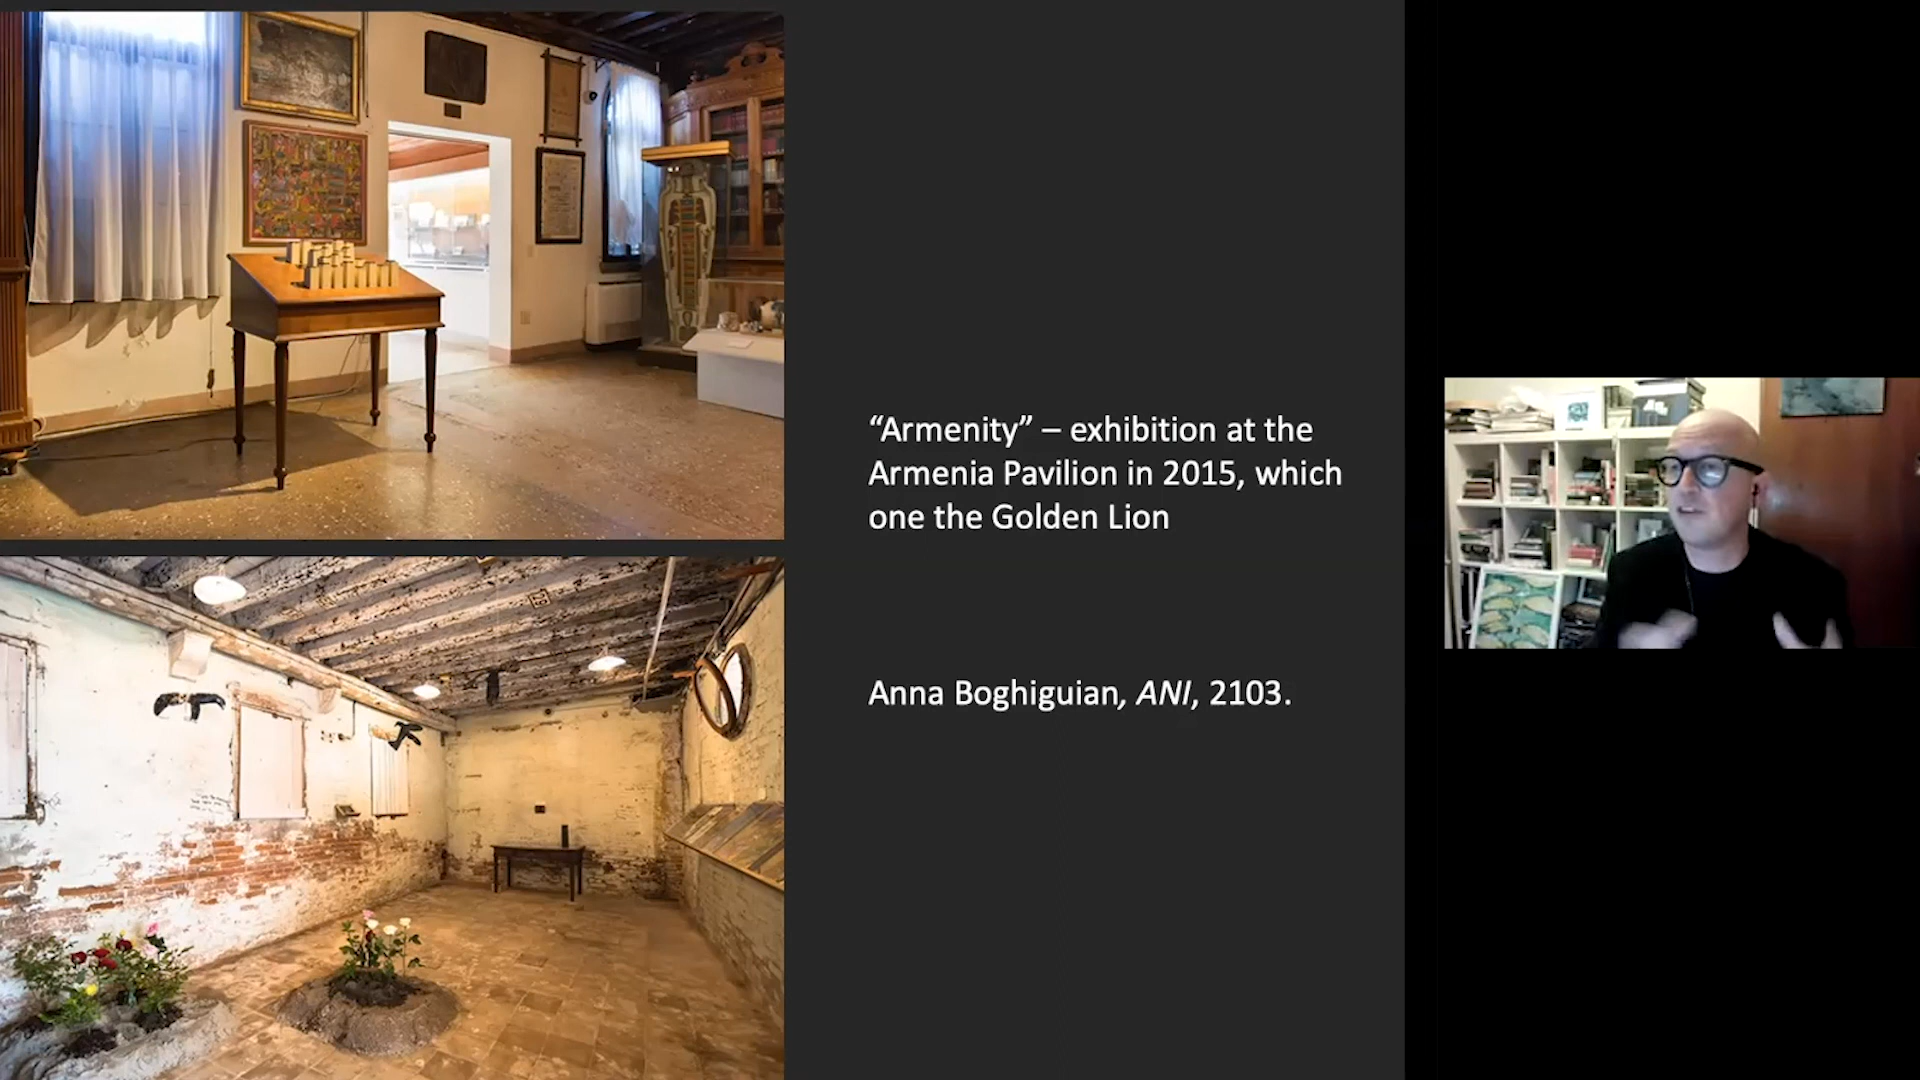 “Armenity” – exhibition at the
Armenia Pavilion in 2015, which
one the Golden Lion
Anna Boghiguian, ANI, 2103.